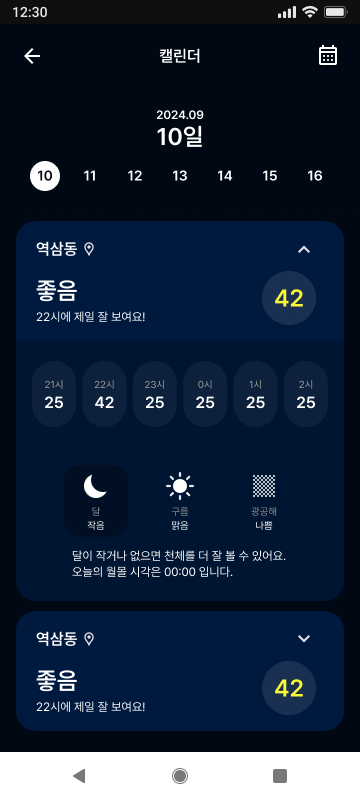 12:30
캘린더
2024.09
10일
10 11 12 13 14 15 16
역삼동
좋음
42
22시에 제일 잘 보여요!
21시 22시 23시 0시 1시 2시
25 42 25 25 25 25
달 구름 광공해
작음 맑음 나쁨
달이 작거나 없으면 천체를 더 잘 볼 수 있어요.
오늘의 월몰 시각은 00:00 입니다.
역삼동
좋음
42
22시에 제일 잘 보여요!